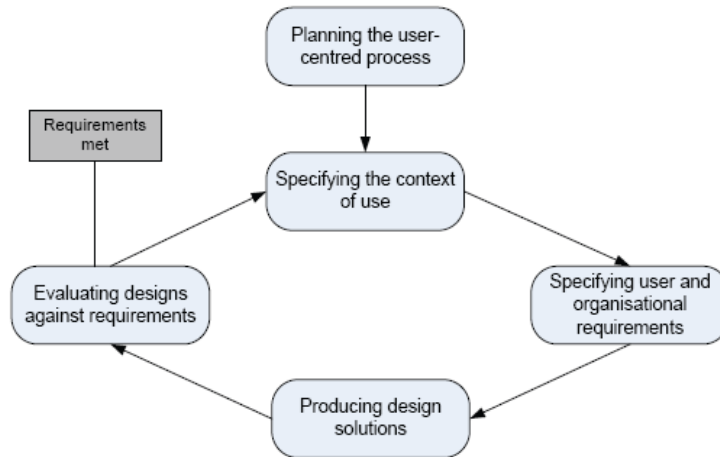 Planning the user-
centred process
Requirements
met
Specifying the context
of use
Evaluating designs
against requirements
Specifying user and
organisational
requirements
Producing design
solutions